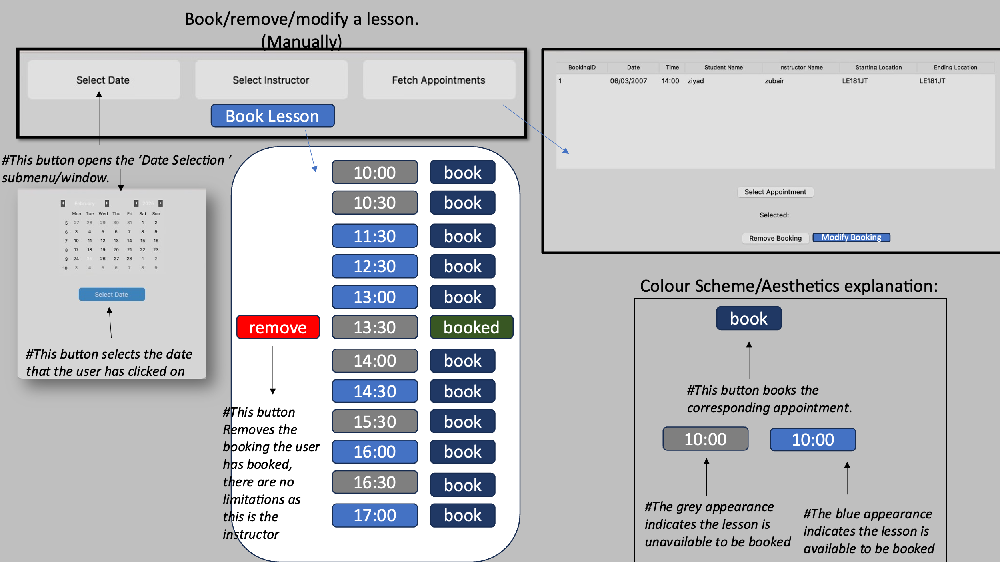 Book/remove/modify a lesson.
(Manually)
Select Date
Select Instructor
Fetch Appointments
Book Lesson
#This button opens the ‘Date Selection ’
submenu/window.
February 2025
Mon Tue Wed Thu Fri Sat Sun
5 27 28 29 30 31 1 2
6 3 4 5 6 7 8 9
7 10 11 12 13 14 15 16
8 17 18 19 20 21 22 23
9 24 25 26 27 28 1 2
10 3 4 5 6 7 8 9
Select Date
#This button selects the date
that the user has clicked on
10:00 book
10:30 book
11:30 book
12:30 book
13:00 book
remove 13:30 booked
14:00 book
14:30 book
15:30 book
16:00 book
16:30 book
17:00 book
#This button
Removes the
booking the user
has booked,
there are no
limitations as
this is the
instructor
BookingID Date Time Student Name Instructor Name Starting Location Ending Location
1 06/03/2007 14:00 ziyad zubair LE181JT LE181JT
Select Appointment
Selected:
Remove Booking
Modify Booking
Colour Scheme/Aesthetics explanation:
book
#This button books the
corresponding appointment.
10:00
10:00
#The grey appearance
indicates the lesson is
unavailable to be booked
#The blue appearance
indicates the lesson is
available to be booked